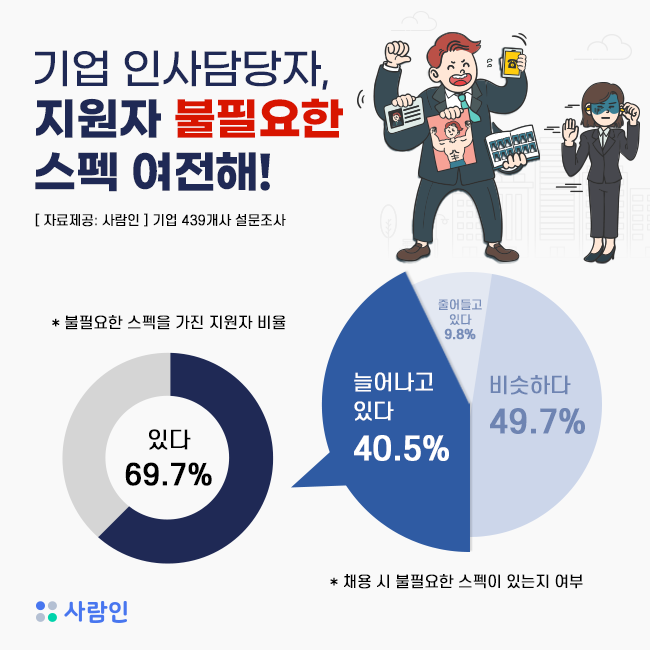 기업 인사담당자,
지원자 불필요한
스펙 여전해!
[ 자료제공: 사람인 ] 기업 439개사 설문조사
* 불필요한 스펙을 가진 지원자 비율
있다
69.7%
줄어들고
있다
9.8%
늘어나고
있다
40.5%
비슷하다
49.7%
* 채용 시 불필요한 스펙이 있는지 여부
사람인